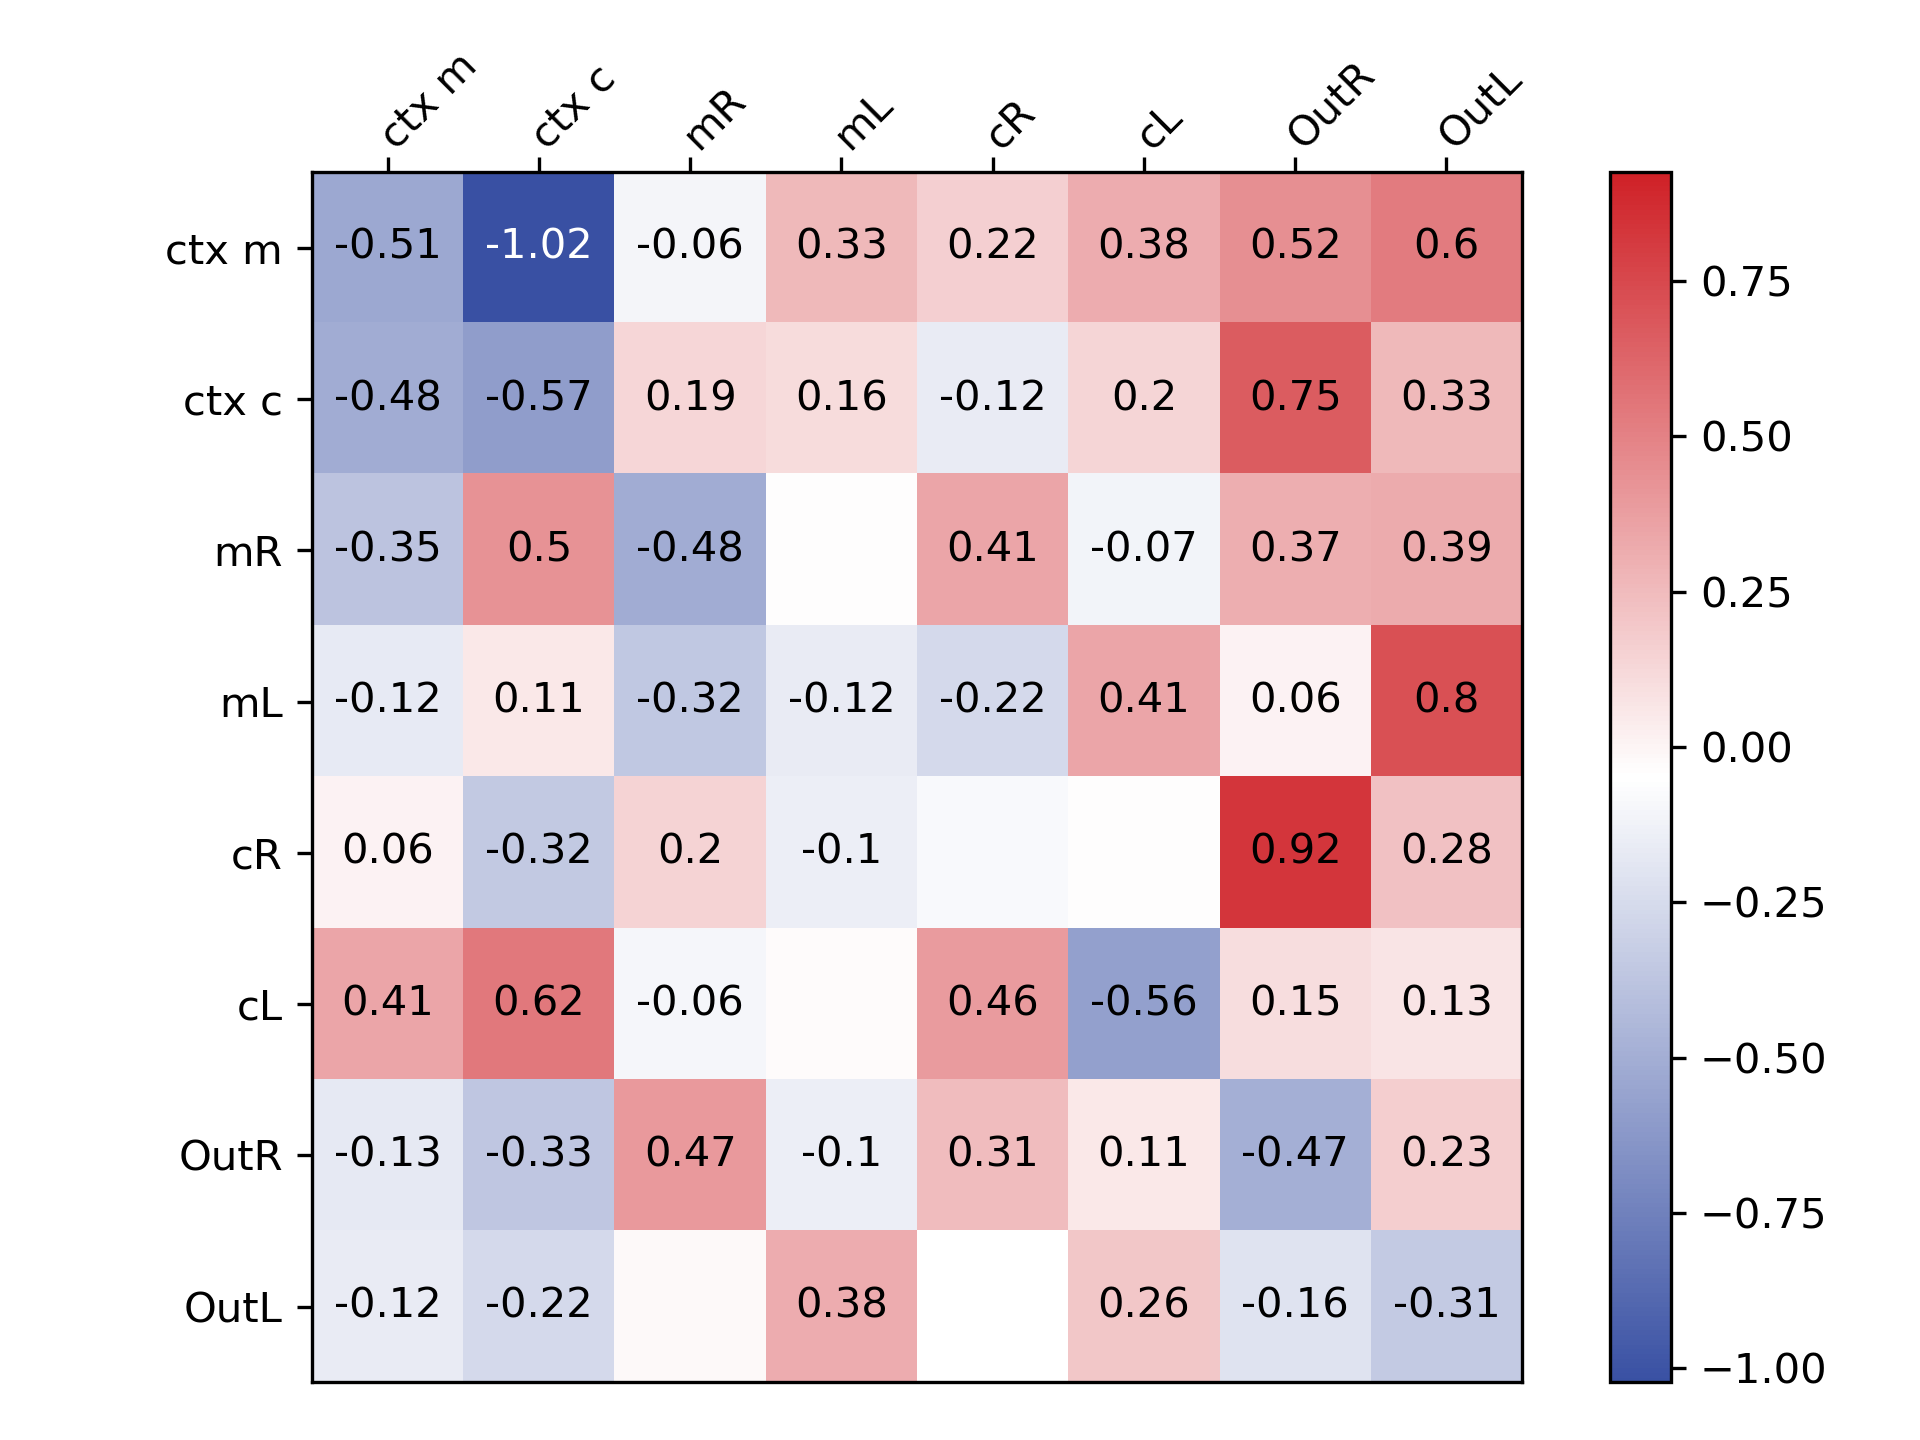 ctx m ctx c mR mL cR cL OutR OutL
ctx m -0.51 -1.02 -0.06 0.33 0.22 0.38 0.52 0.6
ctx c -0.48 -0.57 0.19 0.16 -0.12 0.2 0.75 0.33
mR -0.35 0.5 -0.48 0.41 -0.07 0.37 0.39
mL -0.12 0.11 -0.32 -0.12 -0.22 0.41 0.06 0.8
cR 0.06 -0.32 0.2 -0.1 0.92 0.28
cL 0.41 0.62 -0.06 0.46 -0.56 0.15 0.13
OutR -0.13 -0.33 0.47 -0.1 0.31 0.11 -0.47 0.23
OutL -0.12 -0.22 0.38 0.26 -0.16 -0.31
0.75
0.50
0.25
0.00
−0.25
−0.50
−0.75
−1.00